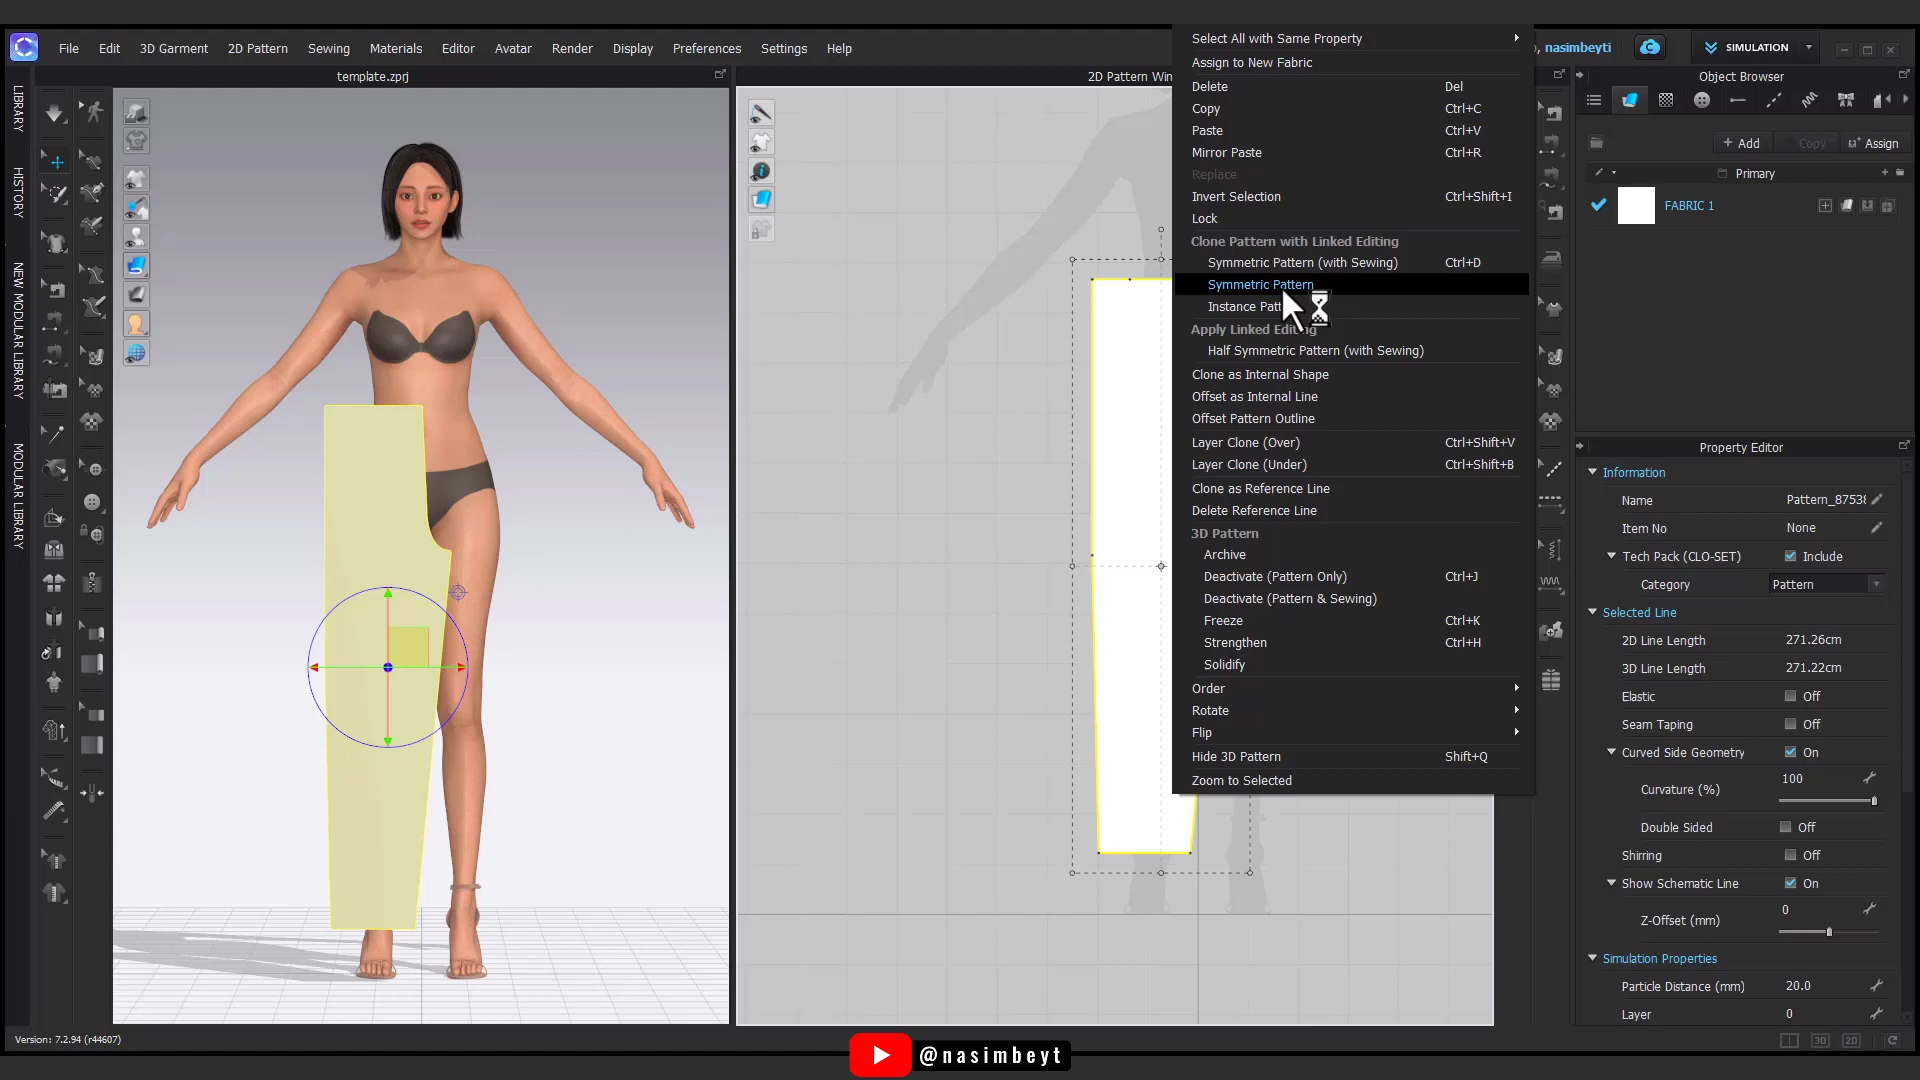 File
Edit
3D Garment
2D Pattern
Sewing
Materials
Editor
Avatar
Render
Display
Preferences
Settings
Help
nasimbeyti
SIMULATION
template.zprj
2D Pattern Win
Object Browser
LIBRARY
HISTORY
NEW MODULAR LIBRARY
MODULAR LIBRARY
Select All with Same Property
Assign to New Fabric
Delete Del
Copy Ctrl+C
Paste Ctrl+V
Mirror Paste Ctrl+R
Replace
Invert Selection Ctrl+Shift+I
Lock
Clone Pattern with Linked Editing
Symmetric Pattern (with Sewing) Ctrl+D
Symmetric Pattern
Instance Patt
Apply Linked Editing
Half Symmetric Pattern (with Sewing)
Clone as Internal Shape
Offset as Internal Line
Offset Pattern Outline
Layer Clone (Over) Ctrl+Shift+V
Layer Clone (Under) Ctrl+Shift+B
Clone as Reference Line
Delete Reference Line
3D Pattern
Archive
Deactivate (Pattern Only) Ctrl+J
Deactivate (Pattern & Sewing)
Freeze Ctrl+K
Strengthen Ctrl+H
Solidify
Order
Rotate
Flip
Hide 3D Pattern Shift+Q
Zoom to Selected
+ Add
Copy
Assign
Primary
FABRIC 1
Property Editor
Information
Name Pattern_87538
Item No None
Tech Pack (CLO-SET) Include
Category Pattern
Selected Line
2D Line Length 271.26cm
3D Line Length 271.22cm
Elastic Off
Seam Taping Off
Curved Side Geometry On
100
Curvature (%)
Double Sided Off
Shirring Off
Show Schematic Line On
0
Z-Offset (mm)
Simulation Properties
Particle Distance (mm) 20.0
Layer 0
Version: 7.2.94 (r44607)
3D
2D
@nasimbeyt